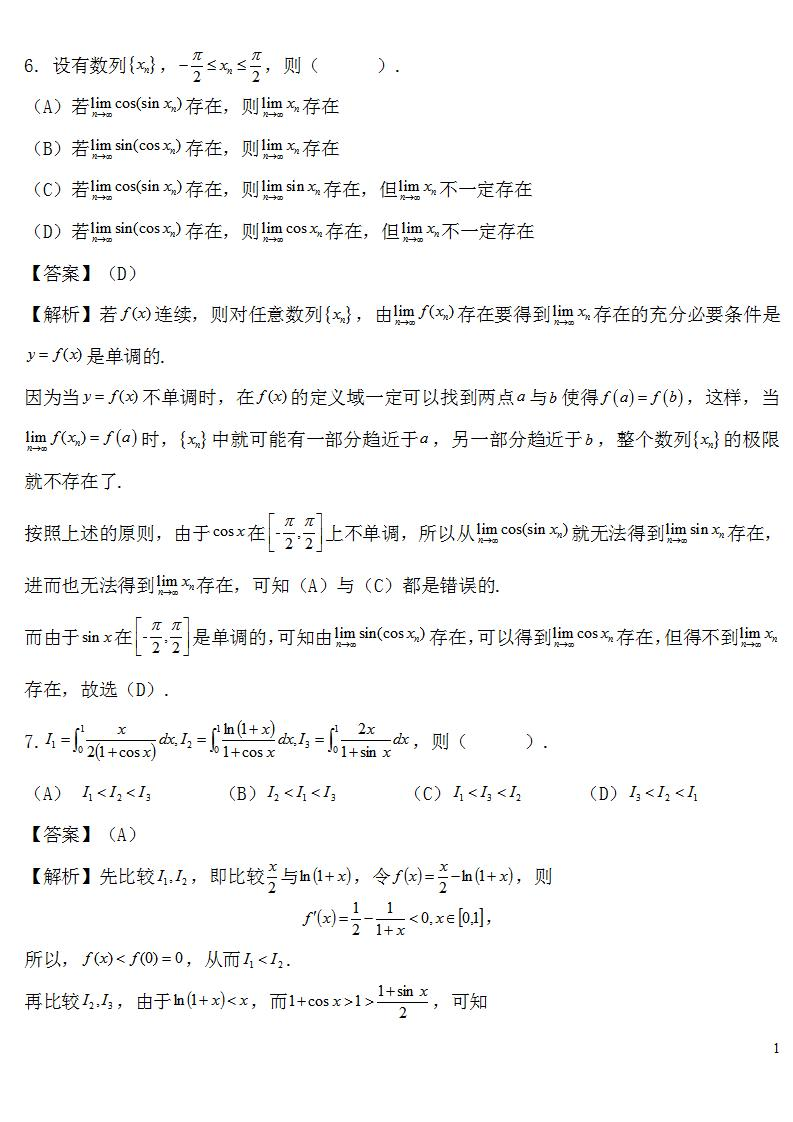 6. 设有数列{xₙ}，-π/2 ≤ xₙ ≤ π/2，则（　　）.
（A）若lim_{n→∞} cos(sin xₙ)存在，则lim_{n→∞} xₙ存在
（B）若lim_{n→∞} sin(cos xₙ)存在，则lim_{n→∞} xₙ存在
（C）若lim_{n→∞} cos(sin xₙ)存在，则lim_{n→∞} sin xₙ存在，但lim_{n→∞} xₙ不一定存在
（D）若lim_{n→∞} sin(cos xₙ)存在，则lim_{n→∞} cos xₙ存在，但lim_{n→∞} xₙ不一定存在
【答案】（D）
【解析】若f(x)连续，则对任意数列{xₙ}，由lim_{n→∞} f(xₙ)存在要得到lim_{n→∞} xₙ存在的充分必要条件是
y = f(x)是单调的.
因为当y = f(x)不单调时，在f(x)的定义域一定可以找到两点a与b使得f(a) = f(b)，这样，当
lim_{n→∞} f(xₙ) = f(a)时，{xₙ}中就可能有一部分趋近于a，另一部分趋近于b，整个数列{xₙ}的极限
就不存在了.
按照上述的原则，由于cos x在[-π/2, π/2]上不单调，所以从lim_{n→∞} cos(sin xₙ)就无法得到lim_{n→∞} sin xₙ存在，
进而也无法得到lim_{n→∞} xₙ存在，可知（A）与（C）都是错误的.
而由于sin x在[-π/2, π/2]是单调的，可知由lim_{n→∞} sin(cos xₙ)存在，可以得到lim_{n→∞} cos xₙ存在，但得不到lim_{n→∞} xₙ
存在，故选（D）.
7. I₁ = ∫₀¹ x/(2(1+cos x)) dx, I₂ = ∫₀¹ ln(1+x)/(1+cos x) dx, I₃ = ∫₀¹ 2x/(1+sin x) dx，则（　　）.
（A） I₁ < I₂ < I₃　（B）I₂ < I₁ < I₃　（C）I₁ < I₃ < I₂　（D）I₃ < I₂ < I₁
【答案】（A）
【解析】先比较I₁, I₂，即比较x/2与ln(1+x)，令f(x) = x/2 - ln(1+x)，则
f′(x) = 1/2 - 1/(1+x) < 0, x∈[0,1]，
所以，f(x) < f(0) = 0，从而I₁ < I₂.
再比较I₂, I₃，由于ln(1+x) < x，而1+cos x > 1 > (1+sin x)/2，可知
1